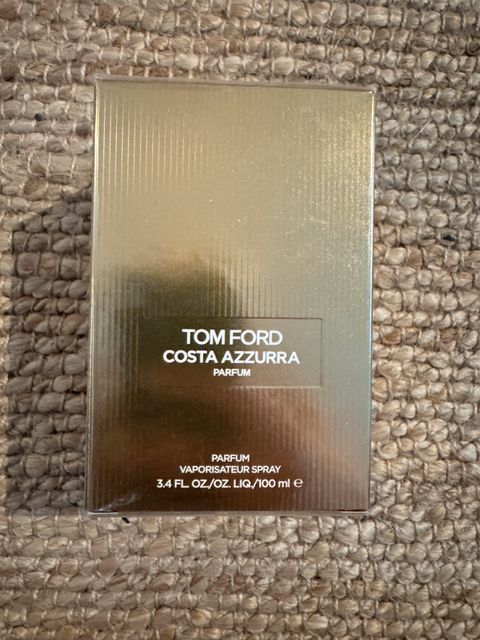 TOM FORD
COSTA AZZURRA
PARFUM
PARFUM
VAPORISATEUR SPRAY
3.4 FL. OZ./OZ. LIQ./100 ml ℮